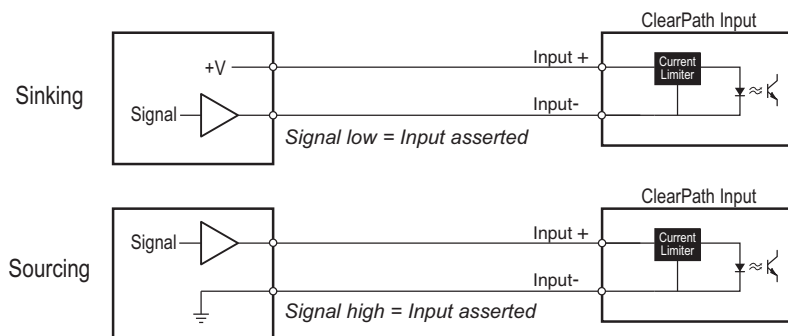 ClearPath Input
Sinking
+V
Input +
Current
Limiter
Signal
Input-
Signal low = Input asserted
ClearPath Input
Sourcing
Signal
Input +
Current
Limiter
Input-
Signal high = Input asserted